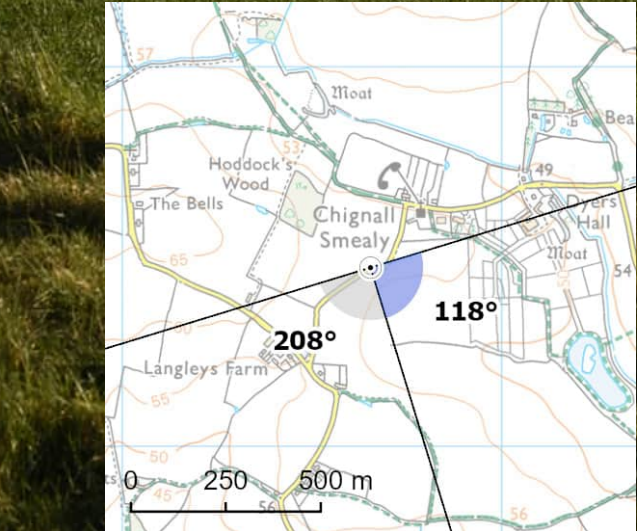 57
Moat
53
Hoddock's
Wood
49
Bea
The Bells
Chignall
Smealy
Dyers
Hall
Moat
65
54
50
118°
208°
Langleys Farm
55
50
45
0 250 500 m
56
56